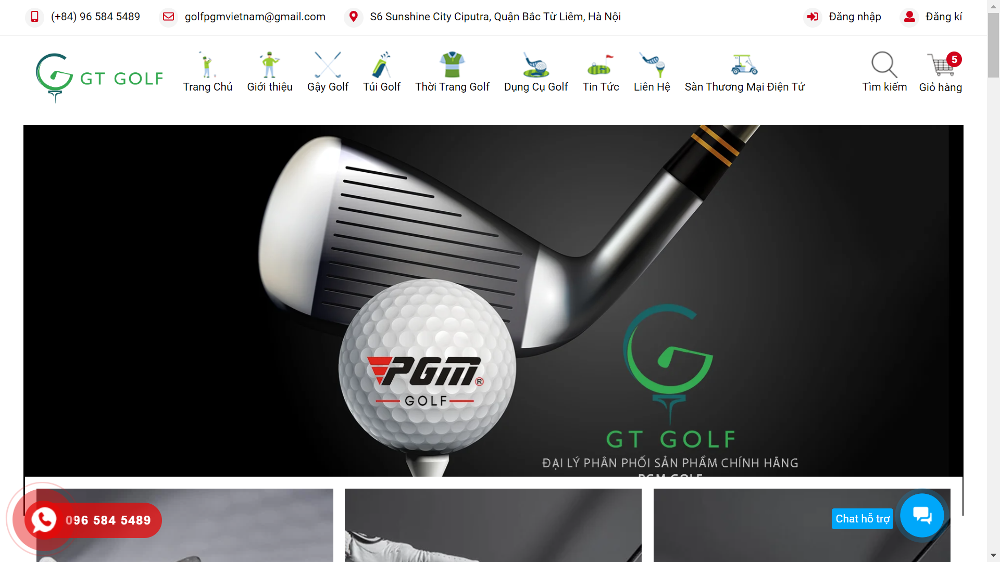 (+84) 96 584 5489
golfpgmvietnam@gmail.com
S6 Sunshine City Ciputra, Quận Bắc Từ Liêm, Hà Nội
Đăng nhập
Đăng kí
GT GOLF
Trang Chủ
Giới thiệu
Gậy Golf
Túi Golf
Thời Trang Golf
Dụng Cụ Golf
Tin Tức
Liên Hệ
Sàn Thương Mại Điện Tử
Tìm kiếm
5
Giỏ hàng
PGM®
GOLF
GT GOLF
ĐẠI LÝ PHÂN PHỐI SẢN PHẨM CHÍNH HÃNG
PGM GOLF
096 584 5489
Chat hỗ trợ